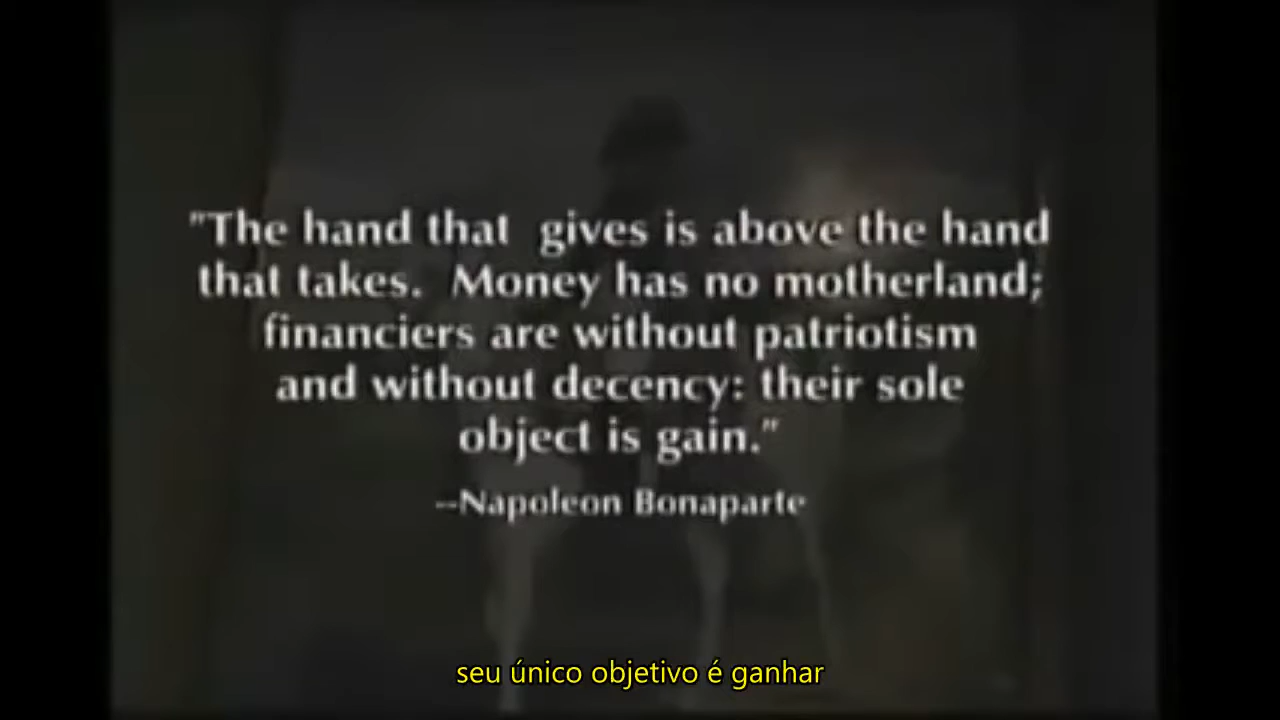 "The hand that gives is above the hand
that takes. Money has no motherland;
financiers are without patriotism
and without decency: their sole
object is gain."
--Napoleon Bonaparte
seu único objetivo é ganhar